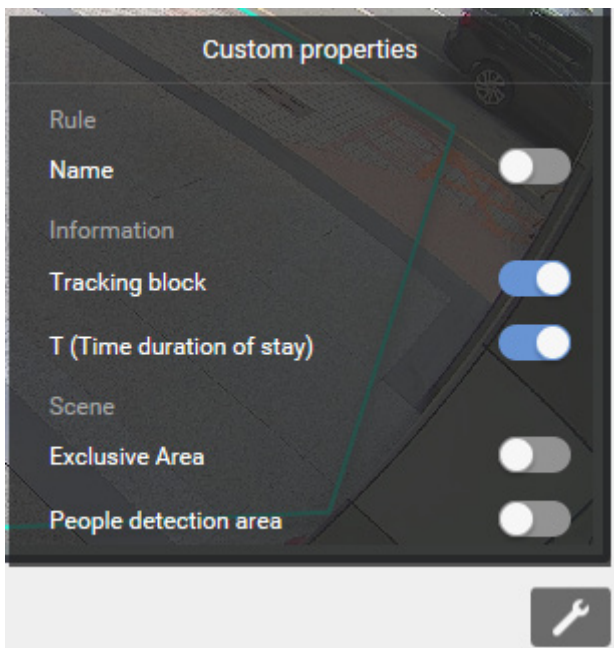 Custom properties
Rule
Name
Information
Tracking block
T (Time duration of stay)
Scene
Exclusive Area
People detection area